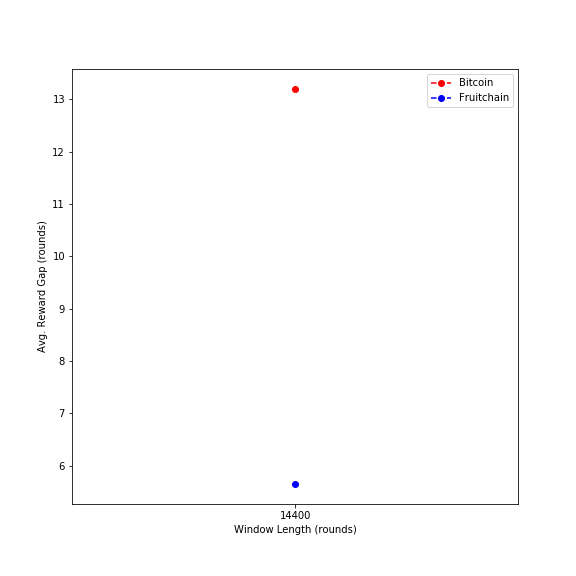 Bitcoin
Fruitchain
13
12
11
10
9
8
7
6
Avg. Reward Gap (rounds)
14400
Window Length (rounds)